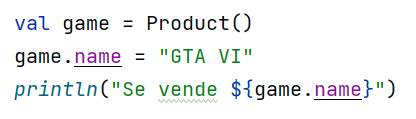 val game = Product()
game.name = "GTA VI"
println("Se vende ${game.name}")